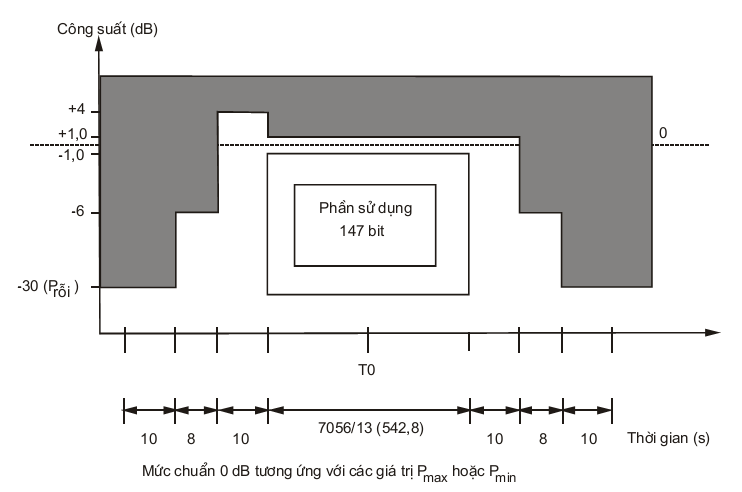 Công suất (dB)
+4
+1,0
0
-1,0
-6
Phần sử dụng
147 bit
-30 (Prỗi )
T0
7056/13 (542,8)
10 8 10 10 8 10 Thời gian (s)
Mức chuẩn 0 dB tương ứng với các giá trị Pmax hoặc Pmin